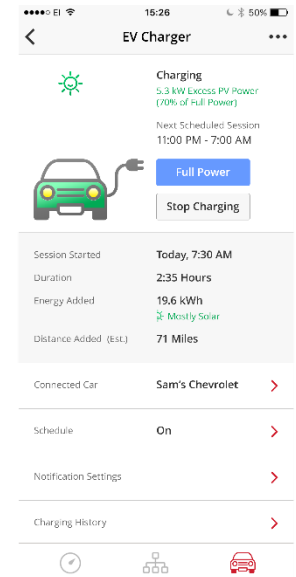 El 15:26 50%
EV Charger
Charging
5.3 kW Excess PV Power
(70% of Full Power)
Next Scheduled Session
11:00 PM - 7:00 AM
Full Power
Stop Charging
Session Started Today, 7:30 AM
Duration 2:35 Hours
Energy Added 19.6 kWh
Mostly Solar
Distance Added (Est.) 71 Miles
Connected Car Sam's Chevrolet
Schedule On
Notification Settings
Charging History